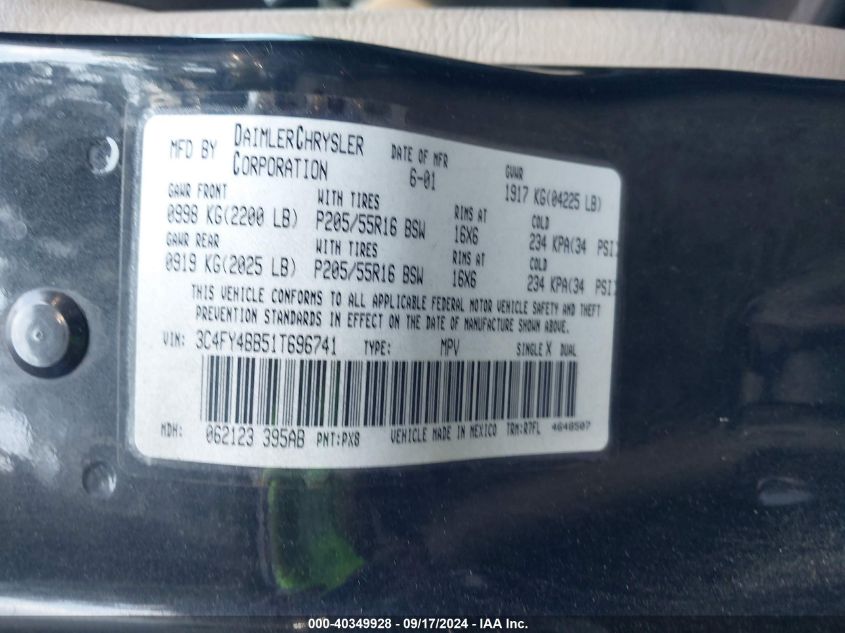 MFD BY DAIMLERCHRYSLER CORPORATION
DATE OF MFR 6-01
GVWR 1917 KG(04225 LB)
GAWR FRONT WITH TIRES RIMS AT COLD
0998 KG(2200 LB) P205/55R16 BSW 16X6 234 KPA(34 PSI)
GAWR REAR WITH TIRES RIMS AT COLD
0919 KG(2025 LB) P205/55R16 BSW 16X6 234 KPA(34 PSI)
THIS VEHICLE CONFORMS TO ALL APPLICABLE FEDERAL MOTOR VEHICLE SAFETY AND THEFT
PREVENTION STANDARDS IN EFFECT ON THE DATE OF MANUFACTURE SHOWN ABOVE.
VIN: 3C4FY4BB51T696741 TYPE: MPV SINGLE X DUAL
MDH: 062123 395AB PNT:PX8 VEHICLE MADE IN MEXICO TRM:R7FL 4648507
000-40349928 - 09/17/2024 - IAA Inc.